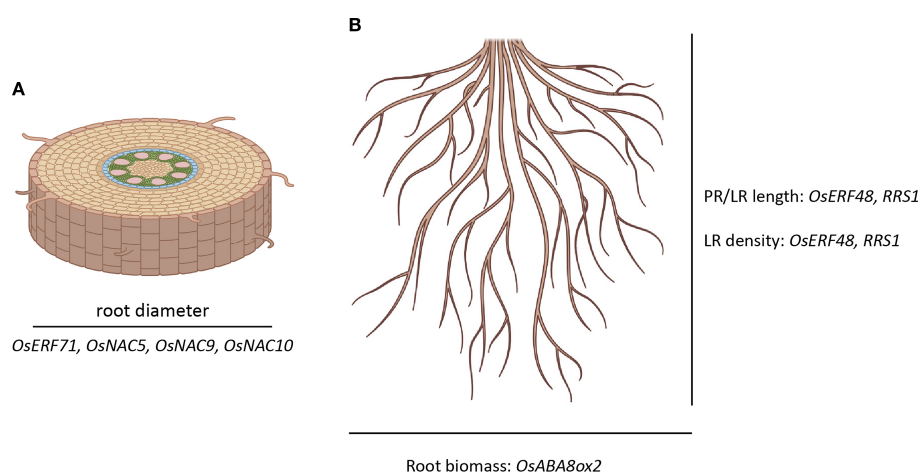 A
root diameter
OsERF71, OsNAC5, OsNAC9, OsNAC10
B
PR/LR length: OsERF48, RRS1
LR density: OsERF48, RRS1
Root biomass: OsABA8ox2